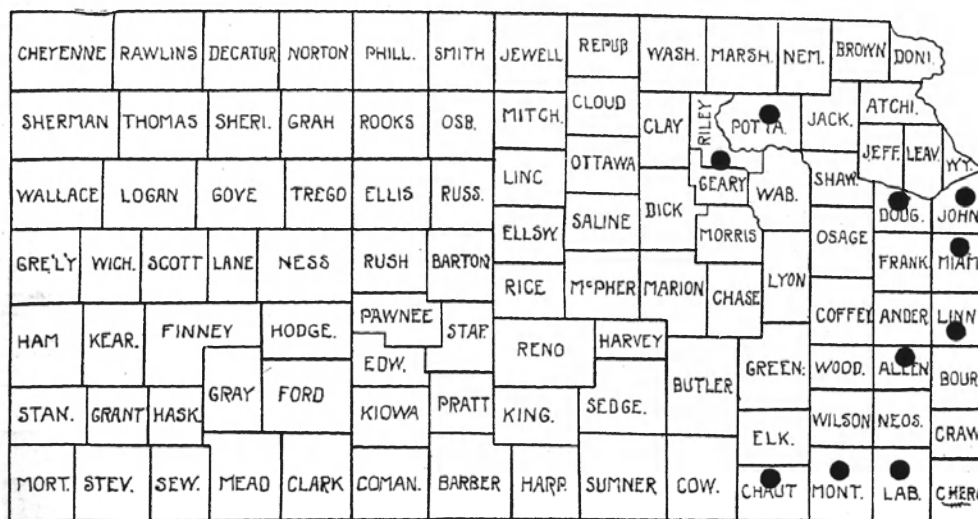 CHEYENNE RAWLINS DECATUR NORTON PHILL. SMITH JEWELL REPUB WASH. MARSH. NEM. BROWN DONI.
SHERMAN THOMAS SHERI. GRAH ROOKS OSB. MITCH. CLOUD CLAY RILEY POTTA. JACK. ATCHI.
JEFF. LEAV. WY.
WALLACE LOGAN GOVE TREGO ELLIS RUSS. LINC OTTAWA DICK GEARY WAB. SHAW. DOUG. JOHN
GRE'L'Y WICH. SCOTT LANE NESS RUSH BARTON ELLSW. SALINE MORRIS OSAGE FRANK. MIAM
RICE McPHER MARION CHASE LYON COFFEY ANDER LINN
HAM KEAR. FINNEY HODGE. PAWNEE STAF. RENO HARVEY
EDW. BUTLER GREEN. WOOD. ALLEN BOUR
STAN. GRANT HASK. GRAY FORD KIOWA PRATT KING. SEDGE. WILSON NEOS. CRAW
ELK.
MORT. STEV. SEW. MEAD CLARK COMAN. BARBER HARP. SUMNER COW. CHAUT MONT. LAB. CHERO